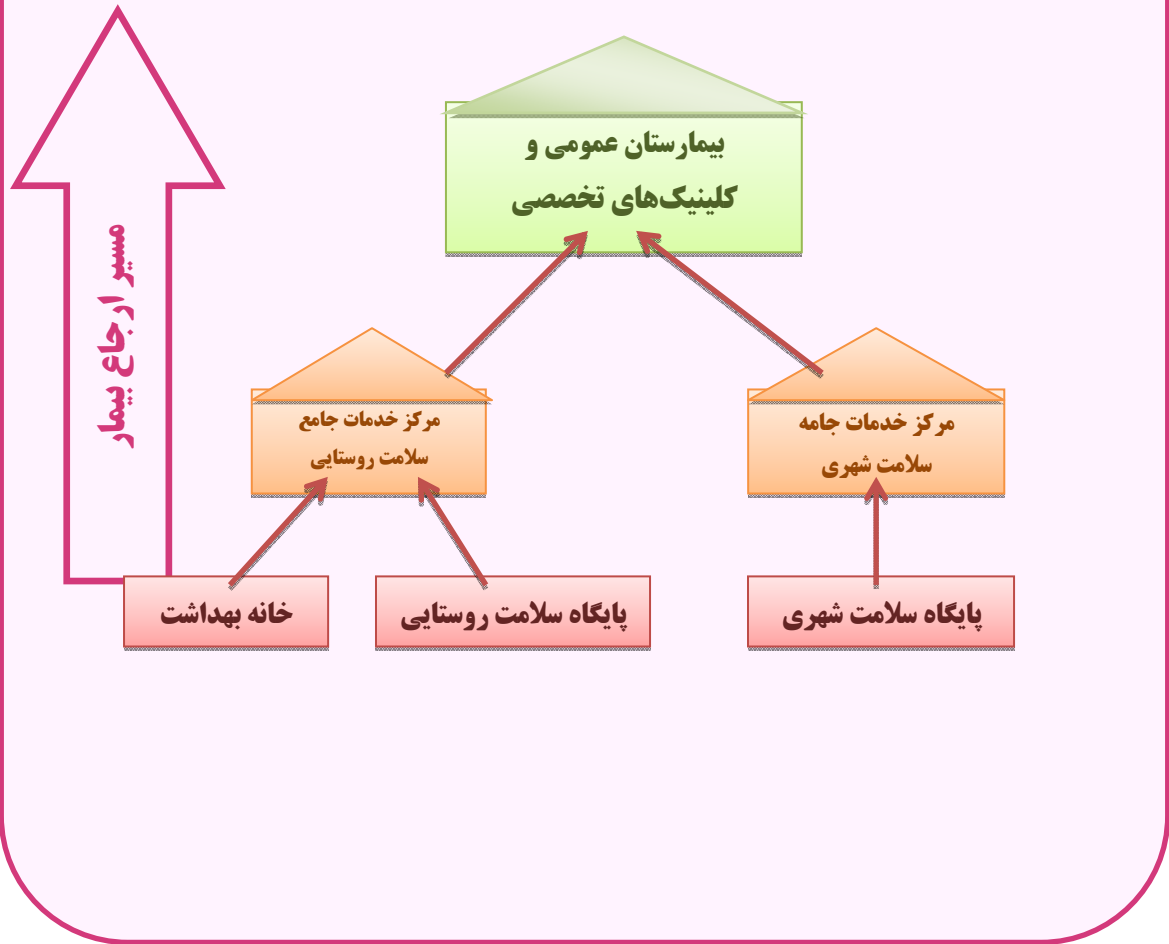 بیمارستان عمومی و
کلینیک‌های تخصصی
مسیر ارجاع بیمار
مرکز خدمات جامه
سلامت شهری
مرکز خدمات جامع
سلامت روستایی
پایگاه سلامت شهری
پایگاه سلامت روستایی
خانه بهداشت